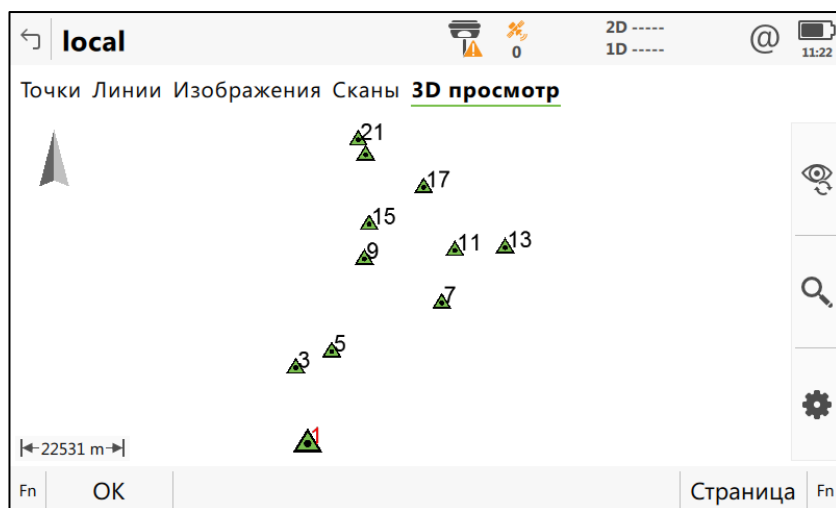 local
0
2D -----
1D -----
@
11:22
Точки Линии Изображения Сканы 3D просмотр
21
17
15
11
13
9
7
5
3
1
22531 m
Fn OK Страница Fn